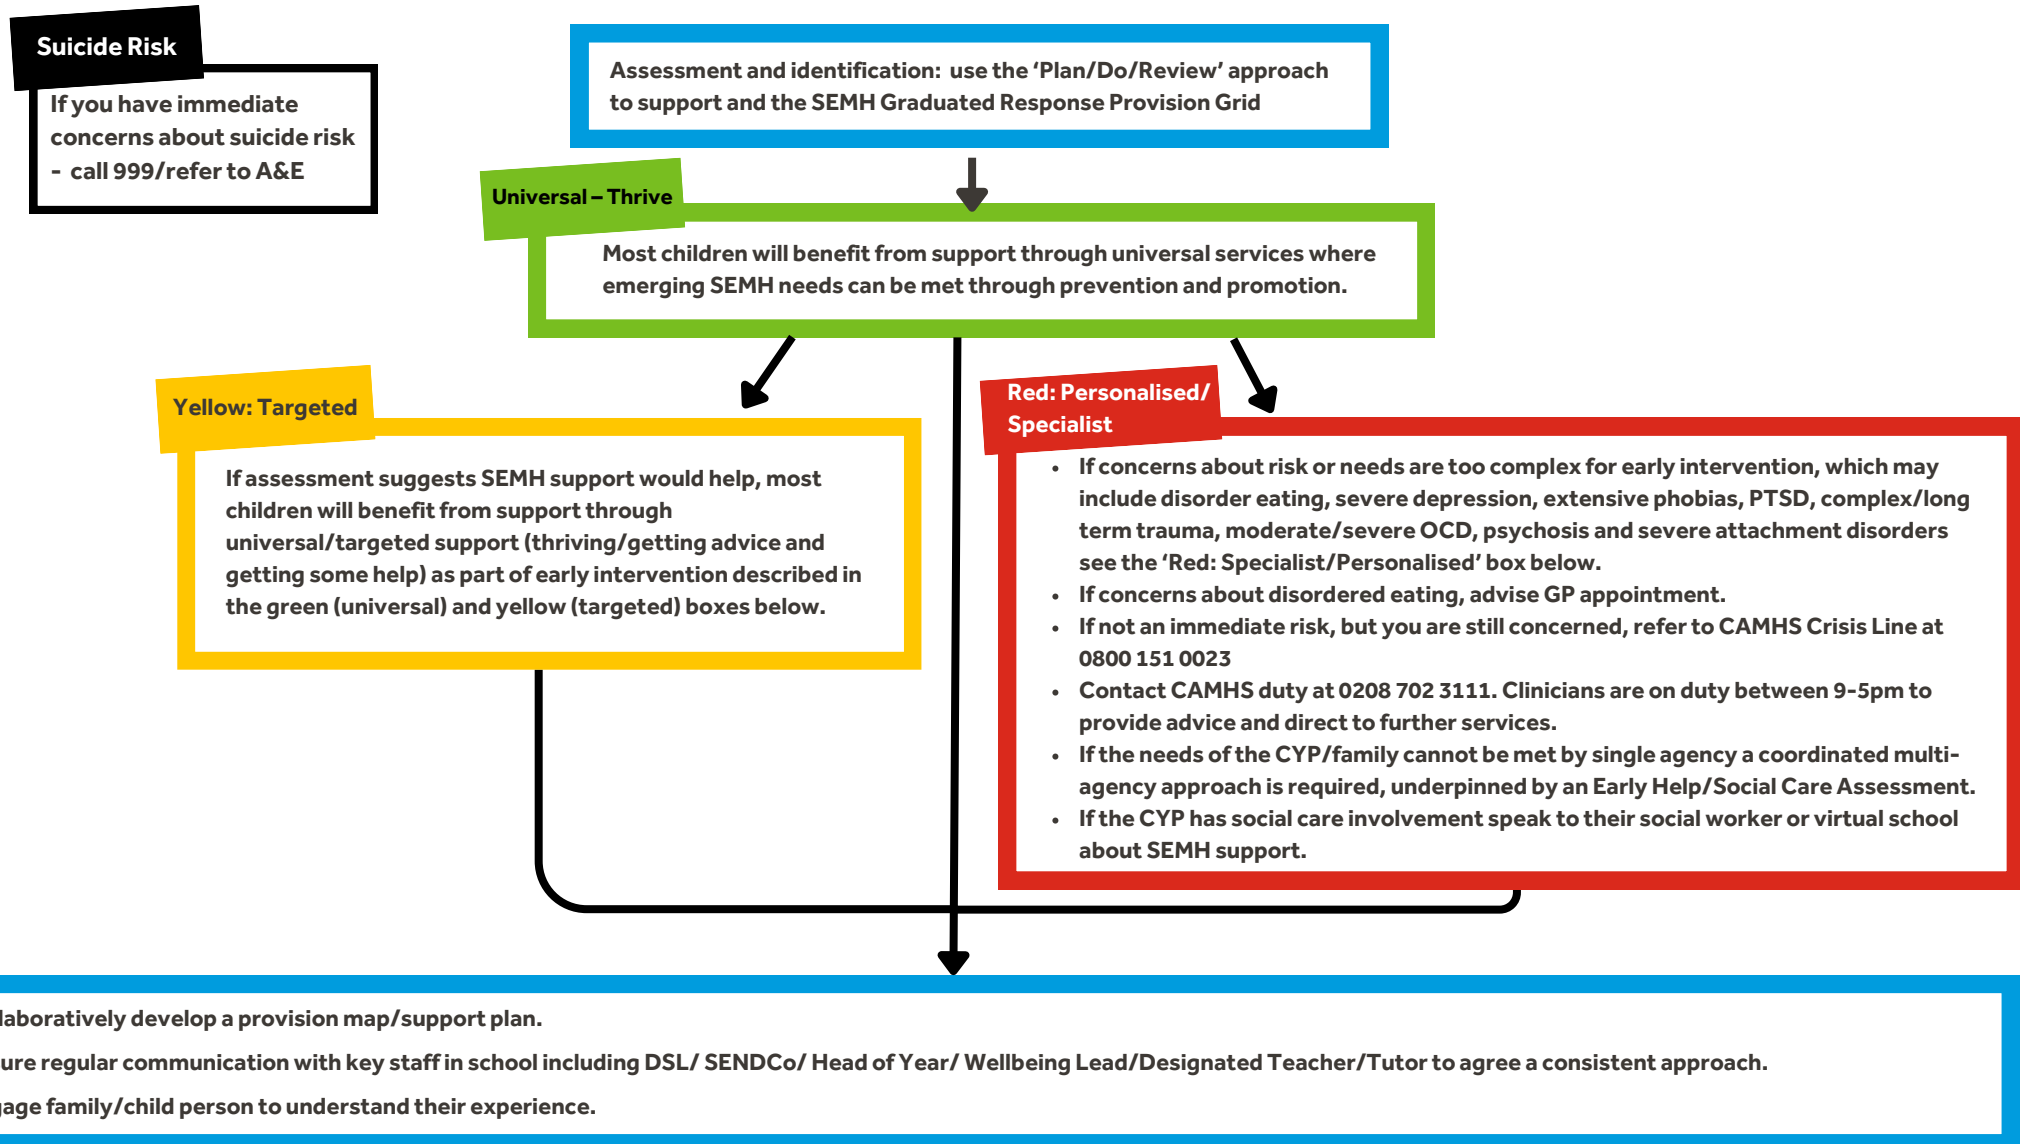 Suicide Risk
If you have immediate
concerns about suicide risk
- call 999/refer to A&E
Assessment and identification: use the ‘Plan/Do/Review’ approach
to support and the SEMH Graduated Response Provision Grid
Universal – Thrive
Most children will benefit from support through universal services where
emerging SEMH needs can be met through prevention and promotion.
Yellow: Targeted
If assessment suggests SEMH support would help, most
children will benefit from support through
universal/targeted support (thriving/getting advice and
getting some help) as part of early intervention described in
the green (universal) and yellow (targeted) boxes below.
Red: Personalised/
Specialist
• If concerns about risk or needs are too complex for early intervention, which may
include disorder eating, severe depression, extensive phobias, PTSD, complex/long
term trauma, moderate/severe OCD, psychosis and severe attachment disorders
see the ‘Red: Specialist/Personalised’ box below.
• If concerns about disordered eating, advise GP appointment.
• If not an immediate risk, but you are still concerned, refer to CAMHS Crisis Line at
0800 151 0023
• Contact CAMHS duty at 0208 702 3111. Clinicians are on duty between 9-5pm to
provide advice and direct to further services.
• If the needs of the CYP/family cannot be met by single agency a coordinated multi-
agency approach is required, underpinned by an Early Help/Social Care Assessment.
• If the CYP has social care involvement speak to their social worker or virtual school
about SEMH support.
laboratively develop a provision map/support plan.
ure regular communication with key staff in school including DSL/ SENDCo/ Head of Year/ Wellbeing Lead/Designated Teacher/Tutor to agree a consistent approach.
gage family/child person to understand their experience.